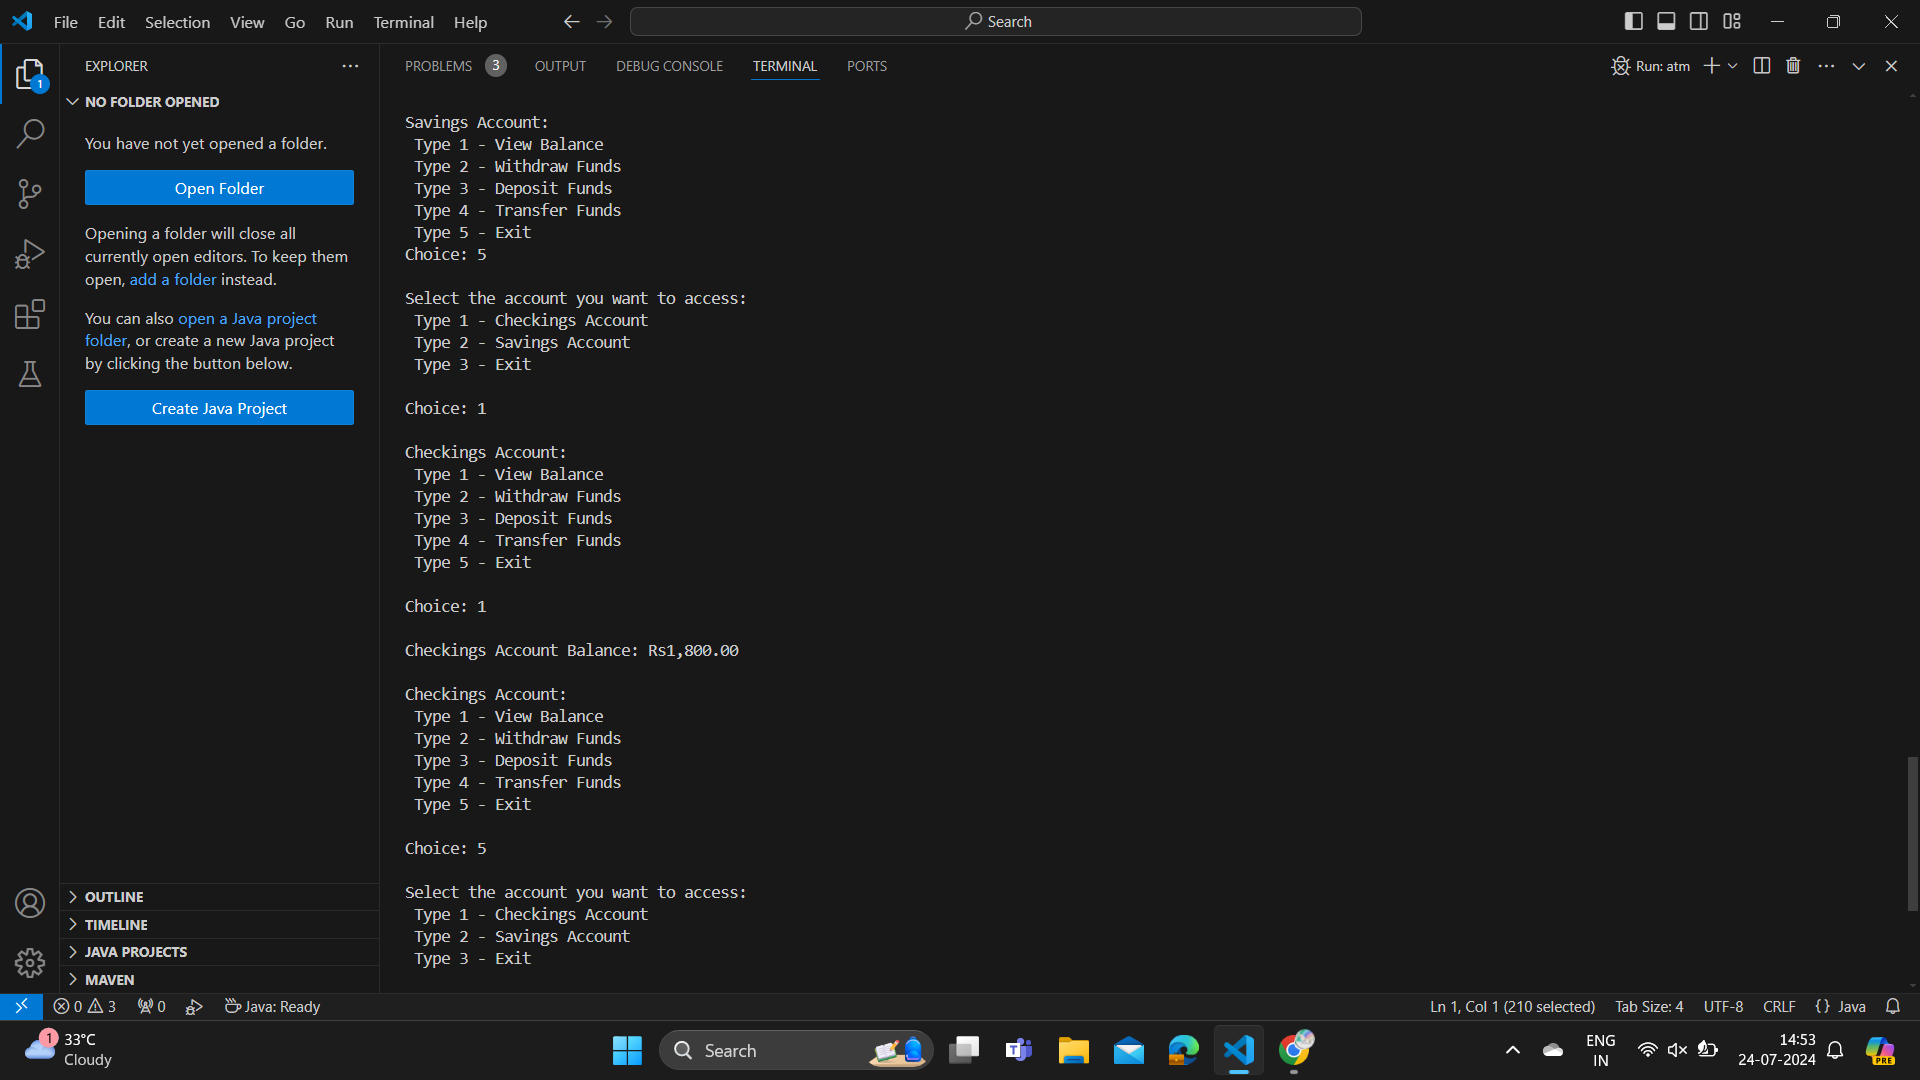 File Edit Selection View Go Run Terminal Help
Search
EXPLORER
1
NO FOLDER OPENED
You have not yet opened a folder.
Open Folder
Opening a folder will close all
currently open editors. To keep them
open, add a folder instead.
You can also open a Java project
folder, or create a new Java project
by clicking the button below.
Create Java Project
OUTLINE
TIMELINE
JAVA PROJECTS
MAVEN
PROBLEMS 3 OUTPUT DEBUG CONSOLE TERMINAL PORTS
Run: atm
Savings Account:
Type 1 - View Balance
Type 2 - Withdraw Funds
Type 3 - Deposit Funds
Type 4 - Transfer Funds
Type 5 - Exit
Choice: 5
Select the account you want to access:
Type 1 - Checkings Account
Type 2 - Savings Account
Type 3 - Exit
Choice: 1
Checkings Account:
Type 1 - View Balance
Type 2 - Withdraw Funds
Type 3 - Deposit Funds
Type 4 - Transfer Funds
Type 5 - Exit
Choice: 1
Checkings Account Balance: Rs1,800.00
Checkings Account:
Type 1 - View Balance
Type 2 - Withdraw Funds
Type 3 - Deposit Funds
Type 4 - Transfer Funds
Type 5 - Exit
Choice: 5
Select the account you want to access:
Type 1 - Checkings Account
Type 2 - Savings Account
Type 3 - Exit
0 3 0 Java: Ready
Ln 1, Col 1 (210 selected) Tab Size: 4 UTF-8 CRLF {} Java
1
33°C
Cloudy
Search
ENG
IN
14:53
24-07-2024
PRE